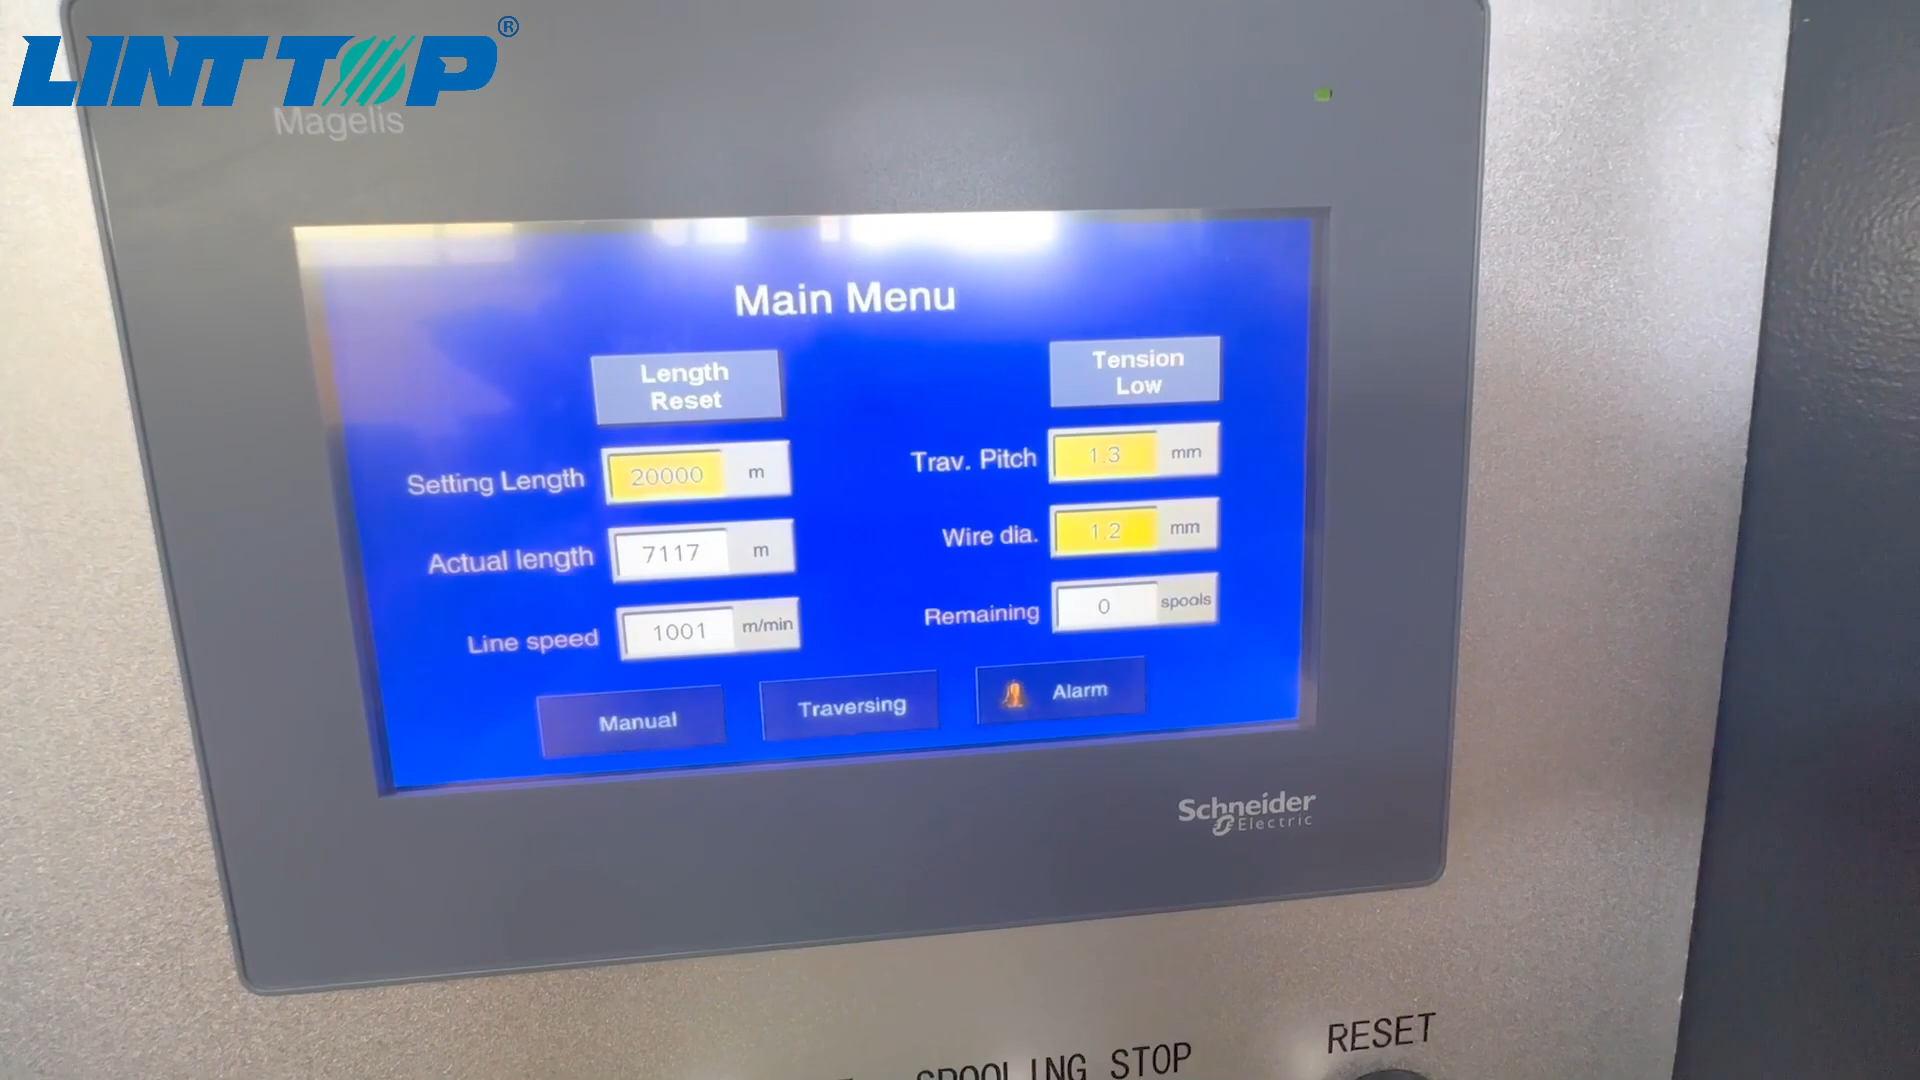 LINT TOP®
Magelis
Main Menu
Length
Reset
Tension
Low
Setting Length 20000 m
Trav. Pitch 1.3 mm
Actual length 7117 m
Wire dia. 1.2 mm
Line speed 1001 m/min
Remaining 0 spools
Manual
Traversing
Alarm
Schneider
Electric
SPOOLING STOP
RESET